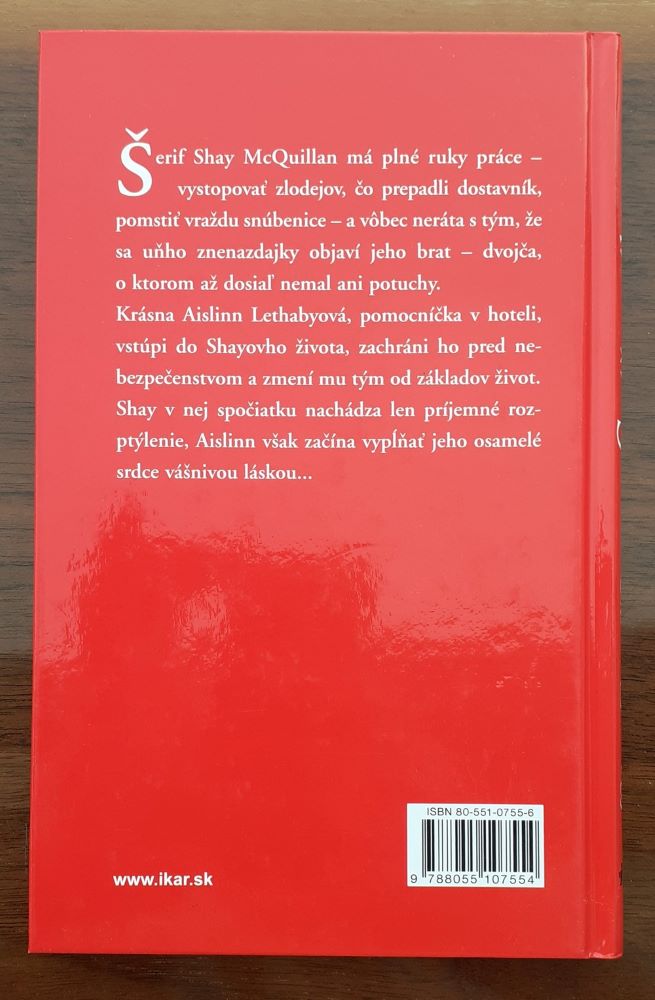 Šerif Shay McQuillan má plné ruky práce –
vystopovať zlodejov, čo prepadli dostavník,
pomstiť vraždu snúbenice – a vôbec neráta s tým, že
sa uňho znenazdajky objaví jeho brat – dvojča,
o ktorom až dosiaľ nemal ani potuchy.
Krásna Aislinn Lethabyová, pomocníčka v hoteli,
vstúpi do Shayovho života, zachráni ho pred ne-
bezpečenstvom a zmení mu tým od základov život.
Shay v nej spočiatku nachádza len príjemné roz-
ptýlenie, Aislinn však začína vypĺňať jeho osamelé
srdce vášnivou láskou...
ISBN 80-551-0755-6
9 788055 107554
www.ikar.sk